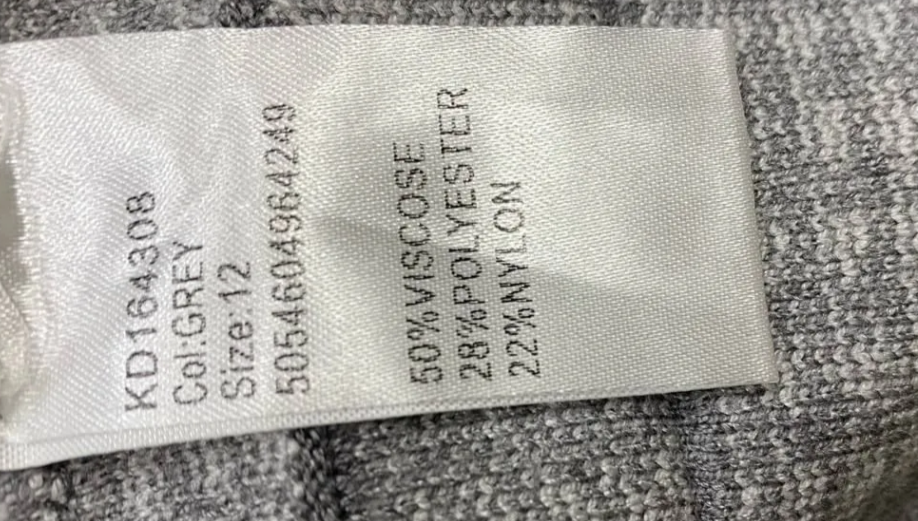 KD164308
Col:GREY
Size:12
5054604964249
50%VISCOSE
28%POLYESTER
22%NYLON